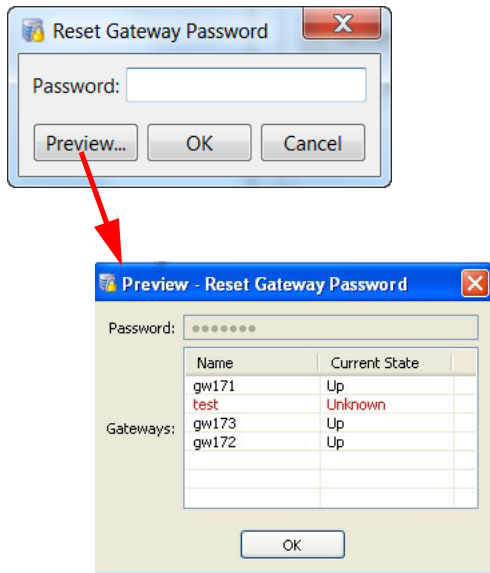 Reset Gateway Password
Password:
Preview... OK Cancel
Preview - Reset Gateway Password
Password:
Name Current State
gw171 Up
test Unknown
Gateways: gw173 Up
gw172 Up
OK